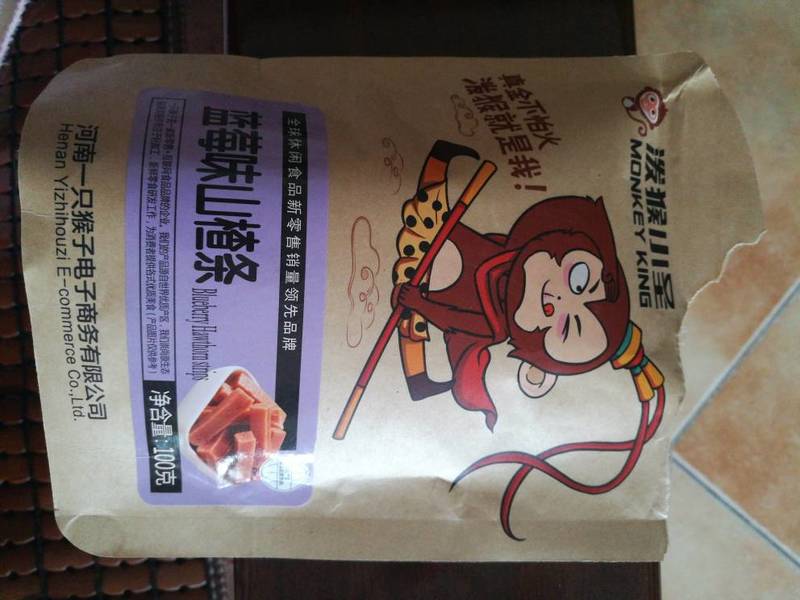 泼猴小圣
MONKEY KING
真金不怕火
泼猴就是我！
全球休闲食品新零售销量领先品牌
蓝莓味山楂条
Blueberry Hawthorn strips
净含量：100克
河南一只猴子电子商务有限公司
Henan Yizhihouzi E-commerce Co.,Ltd.